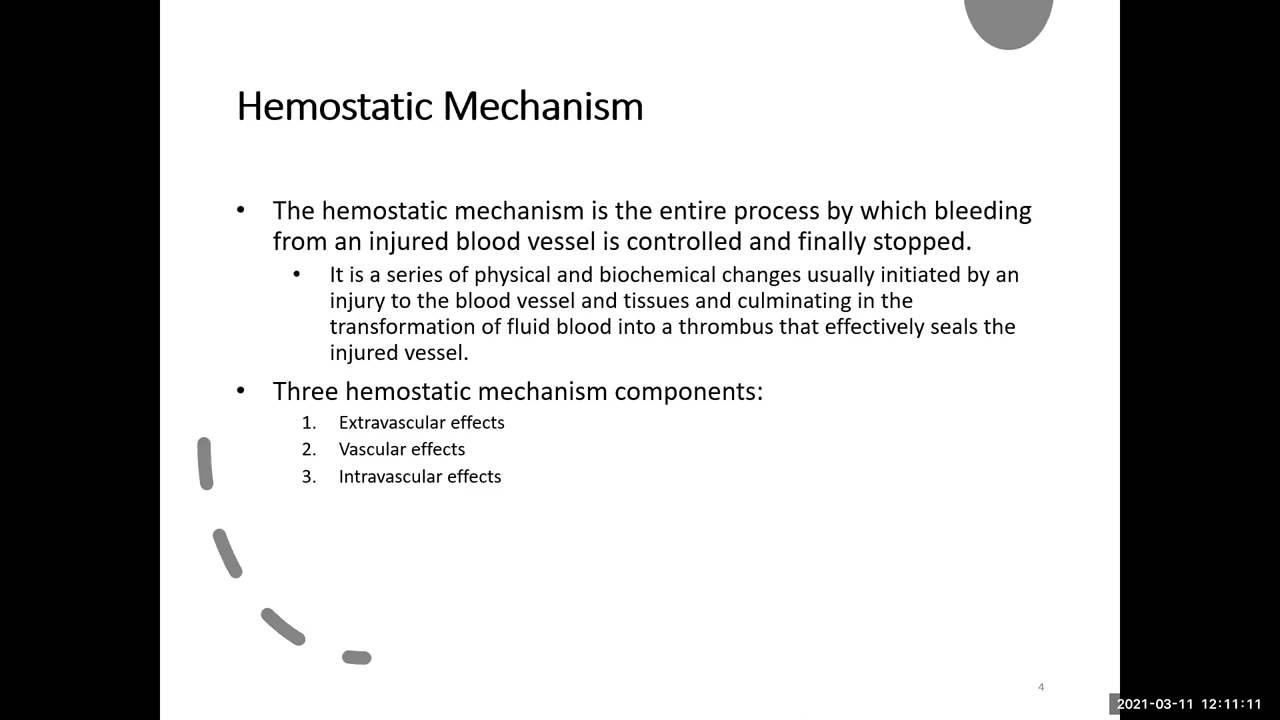 Hemostatic Mechanism
• The hemostatic mechanism is the entire process by which bleeding
from an injured blood vessel is controlled and finally stopped.
• It is a series of physical and biochemical changes usually initiated by an
injury to the blood vessel and tissues and culminating in the
transformation of fluid blood into a thrombus that effectively seals the
injured vessel.
• Three hemostatic mechanism components:
1. Extravascular effects
2. Vascular effects
3. Intravascular effects
4
2021-03-11 12:11:11